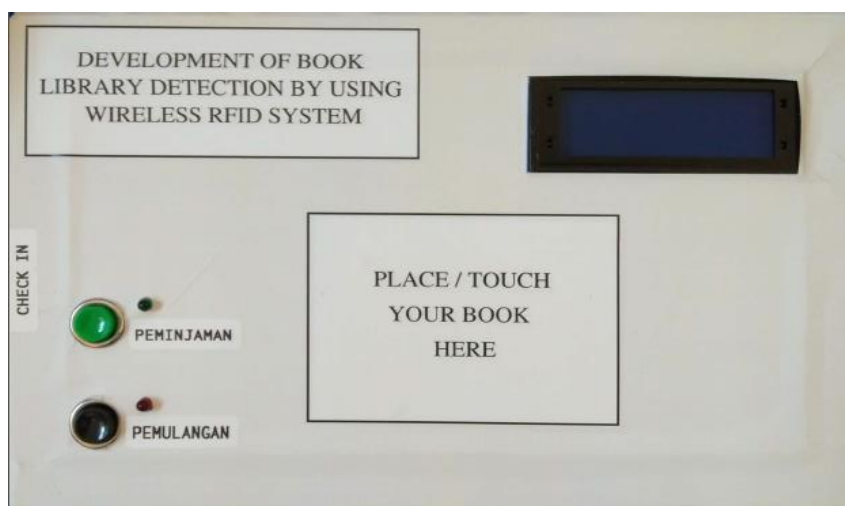 DEVELOPMENT OF BOOK
LIBRARY DETECTION BY USING
WIRELESS RFID SYSTEM
PLACE / TOUCH
YOUR BOOK
HERE
CHECK IN
PEMINJAMAN
PEMULANGAN